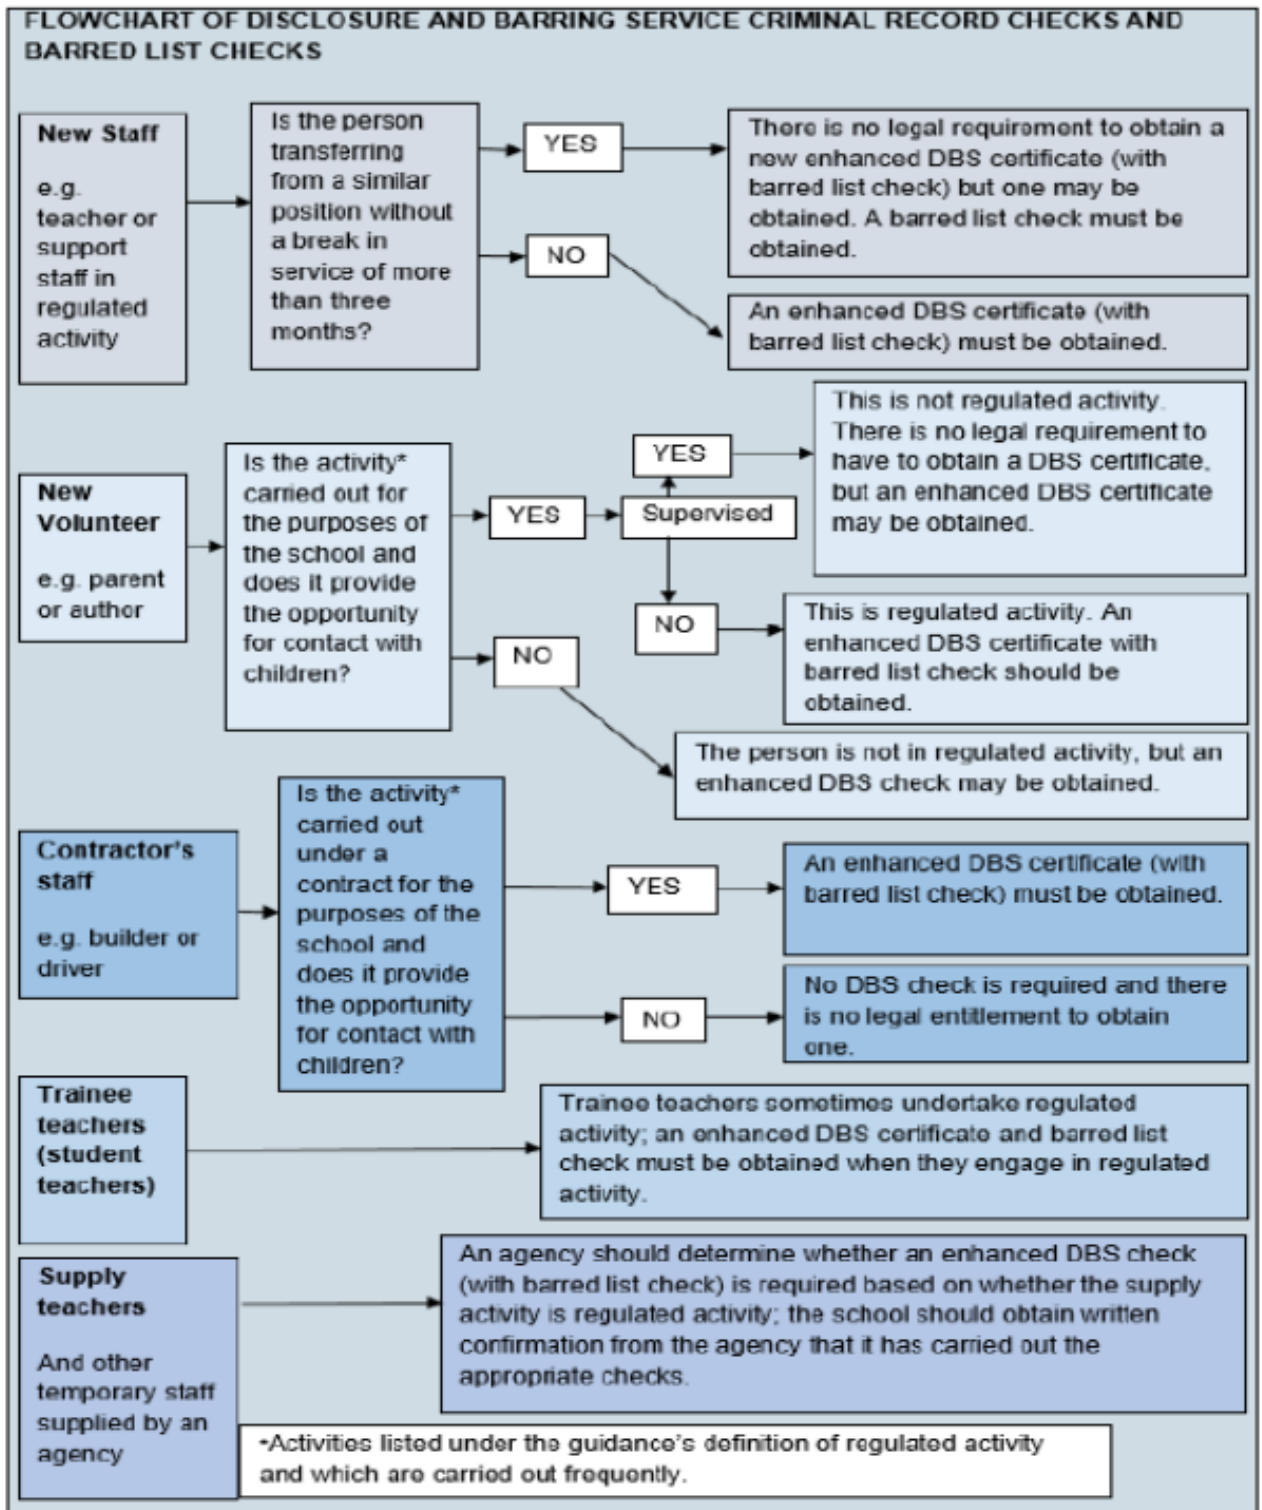 FLOWCHART OF DISCLOSURE AND BARRING SERVICE CRIMINAL RECORD CHECKS AND
BARRED LIST CHECKS
New Staff
e.g.
teacher or
support
staff in
regulated
activity
Is the person
transferring
from a similar
position without
a break in
service of more
than three
months?
YES
There is no legal requirement to obtain a
new enhanced DBS certificate (with
barred list check) but one may be
obtained. A barred list check must be
obtained.
NO
An enhanced DBS certificate (with
barred list check) must be obtained.
New
Volunteer
e.g. parent
or author
Is the activity*
carried out for
the purposes of
the school and
does it provide
the opportunity
for contact with
children?
YES
Supervised
YES
This is not regulated activity.
There is no legal requirement to
have to obtain a DBS certificate,
but an enhanced DBS certificate
may be obtained.
NO
This is regulated activity. An
enhanced DBS certificate with
barred list check should be
obtained.
NO
The person is not in regulated activity, but an
enhanced DBS check may be obtained.
Contractor's
staff
e.g. builder or
driver
Is the activity*
carried out
under a
contract for the
purposes of the
school and
does it provide
the opportunity
for contact with
children?
YES
An enhanced DBS certificate (with
barred list check) must be obtained.
NO
No DBS check is required and there
is no legal entitlement to obtain
one.
Trainee
teachers
(student
teachers)
Trainee teachers sometimes undertake regulated
activity; an enhanced DBS certificate and barred list
check must be obtained when they engage in regulated
activity.
Supply
teachers
And other
temporary staff
supplied by an
agency
An agency should determine whether an enhanced DBS check
(with barred list check) is required based on whether the supply
activity is regulated activity; the school should obtain written
confirmation from the agency that it has carried out the
appropriate checks.
*Activities listed under the guidance's definition of regulated activity
and which are carried out frequently.